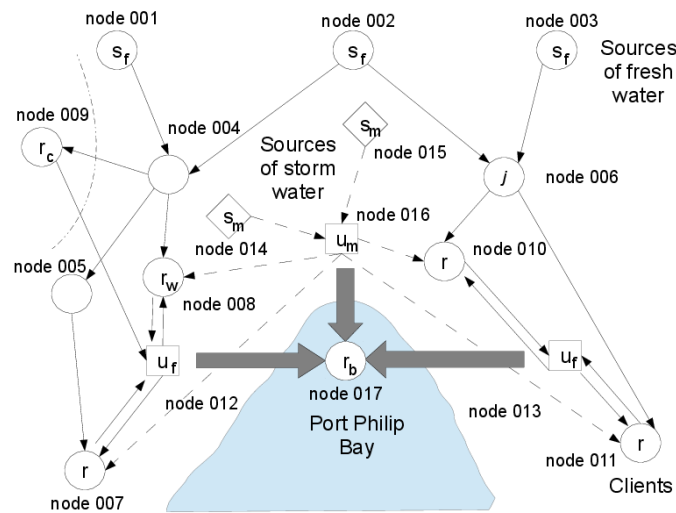 node 001
node 002
node 003
s_f
s_f
s_f
Sources
of fresh
water
node 009
node 004
r_c
Sources
of storm
water
s_m
node 015
j
node 006
s_m
node 016
node 014
u_m
node 010
node 005
r_w
r
node 008
u_f
u_f
r_b
node 012
node 017
node 013
Port Philip
Bay
r
node 007
r
node 011
Clients